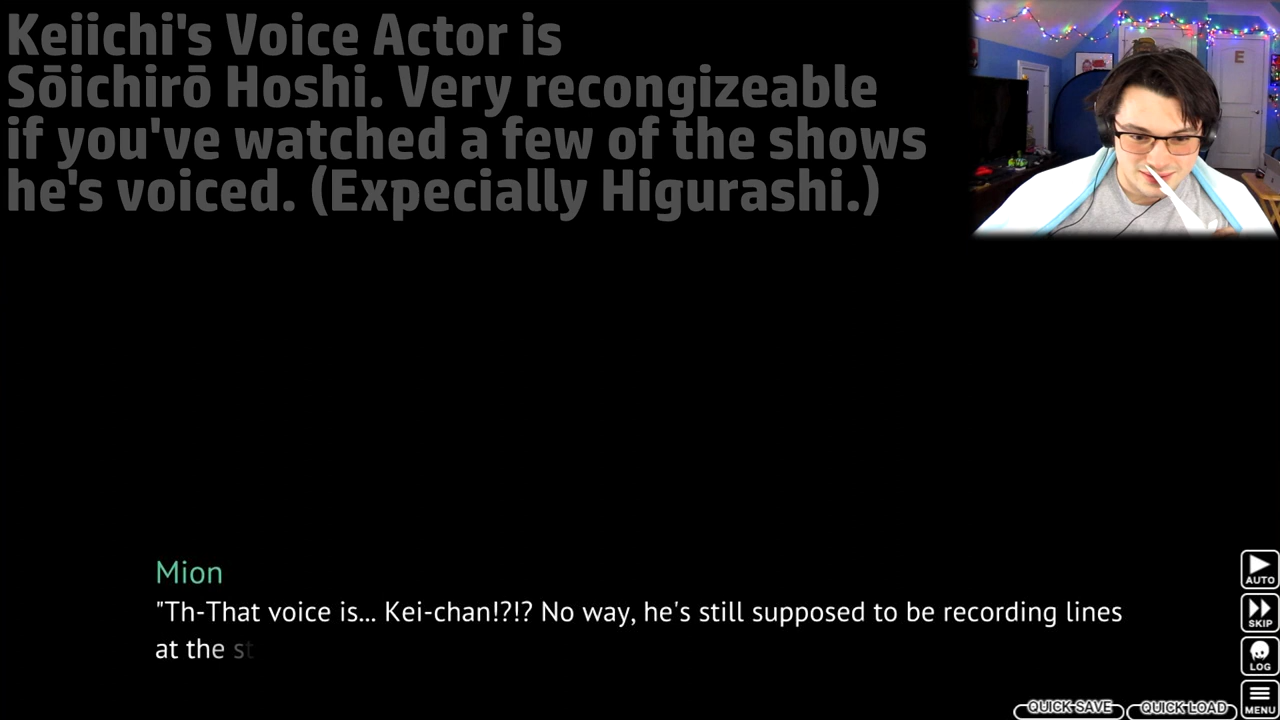 Keiichi's Voice Actor is
Sōichirō Hoshi. Very recongizeable
if you've watched a few of the shows
he's voiced. (Expecially Higurashi.)
E
Mion
"Th-That voice is... Kei-chan!?!? No way, he's still supposed to be recording lines
at the st
AUTO
SKIP
LOG
MENU
QUICK SAVE
QUICK LOAD